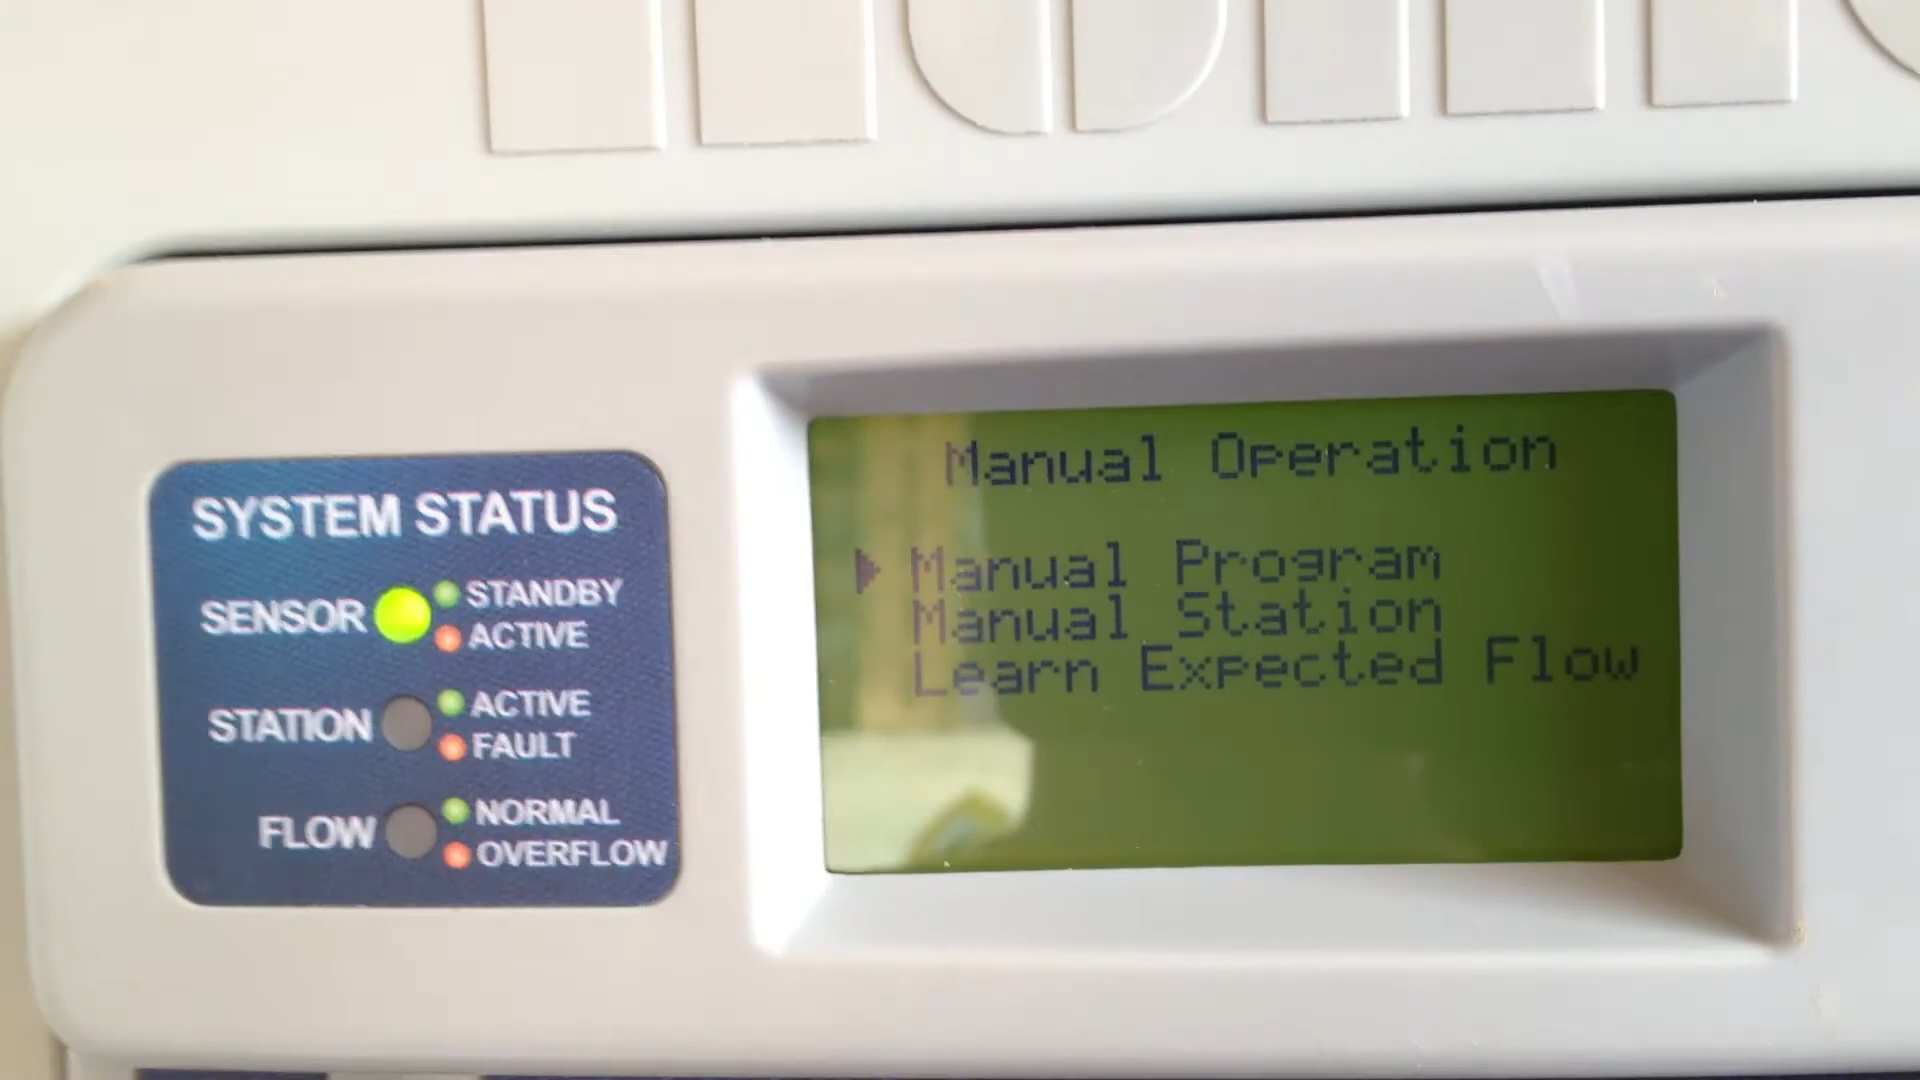 SYSTEM STATUS
SENSOR
STANDBY
ACTIVE
STATION
ACTIVE
FAULT
FLOW
NORMAL
OVERFLOW
Manual Operation
Manual Program
Manual Station
Learn Expected Flow